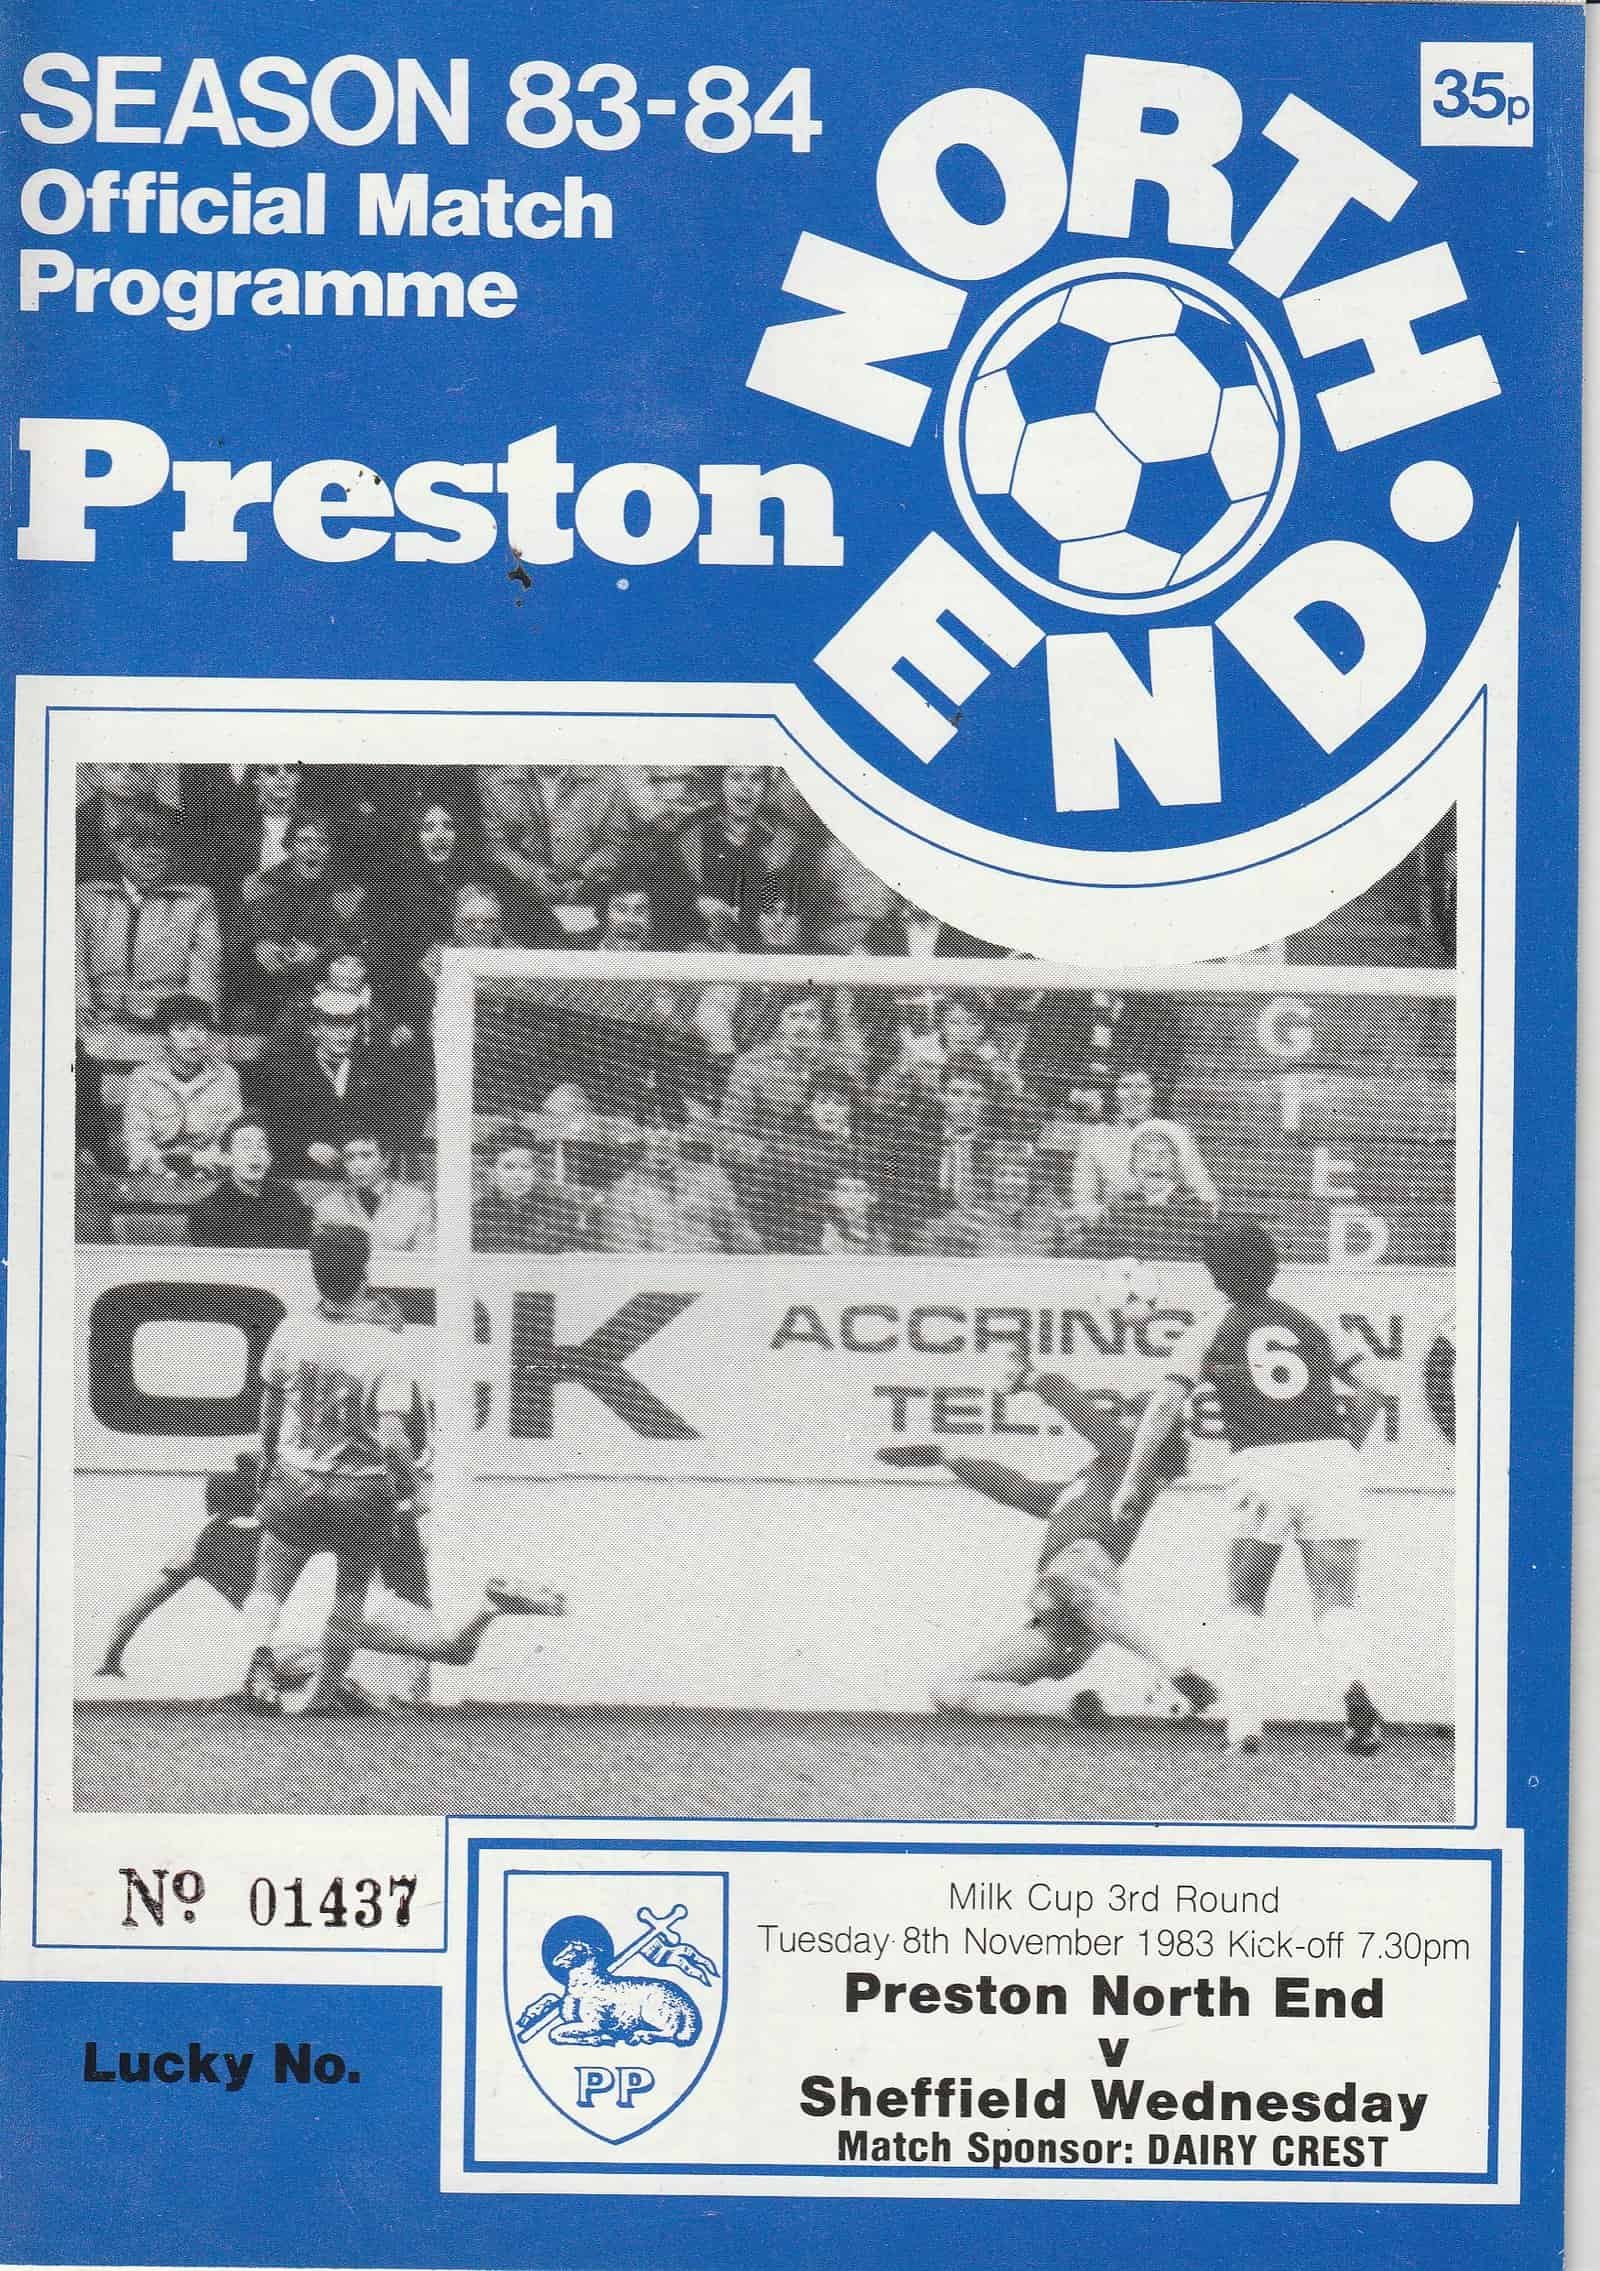 SEASON 83-84
Official Match
Programme
35p
Preston
NORTH.
END
G
T
E
D
OCK
ACCRING N
TEL.
6
Nº 01437
Lucky No.
PP
Milk Cup 3rd Round
Tuesday 8th November 1983 Kick-off 7.30pm
Preston North End
v
Sheffield Wednesday
Match Sponsor: DAIRY CREST